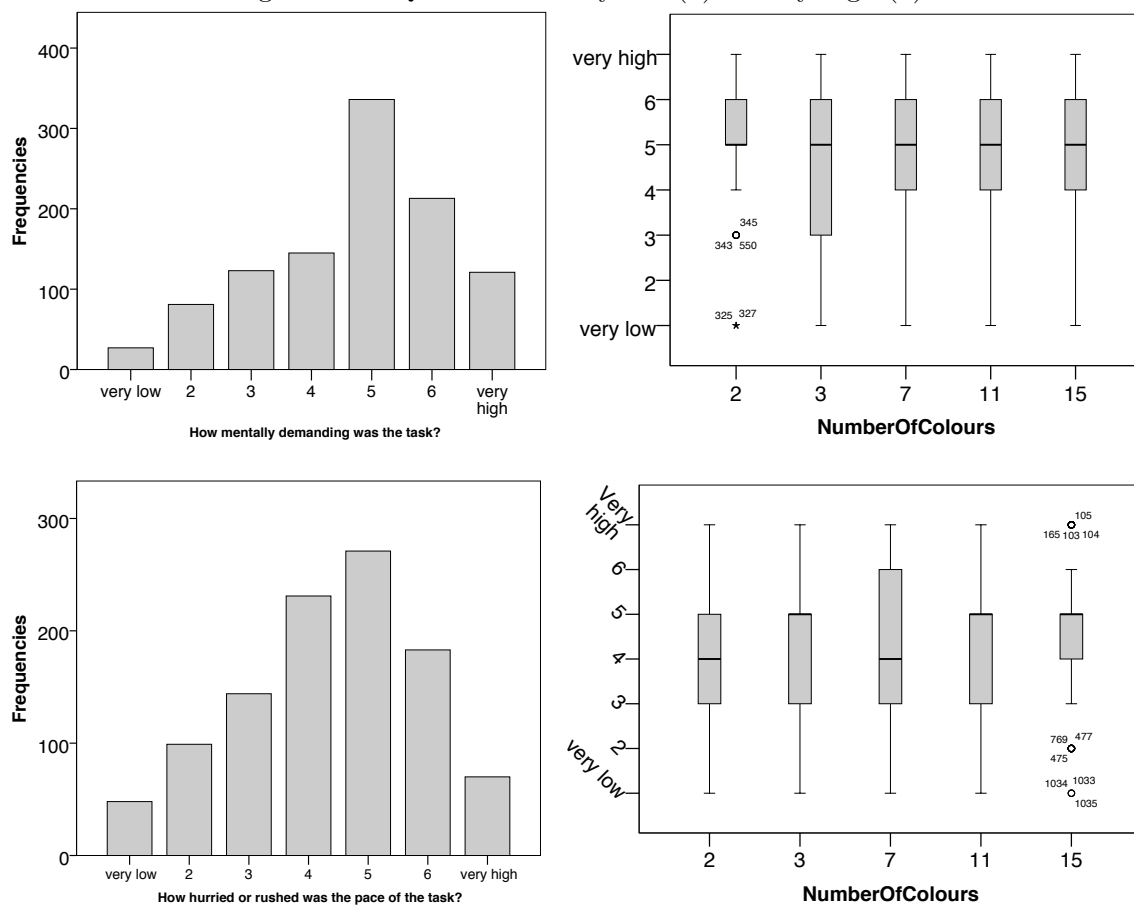 400
300
200
100
0
Frequencies
very low 2 3 4 5 6 very high
How mentally demanding was the task?
very high
6
5
4
3
2
very low
345
343 550
325 327
2 3 7 11 15
NumberOfColours
300
200
100
0
Frequencies
very low 2 3 4 5 6 very high
How hurried or rushed was the pace of the task?
Very high
6
5
4
3
2
very low
105
165 103 104
769 477
475
1034 1033
1035
2 3 7 11 15
NumberOfColours